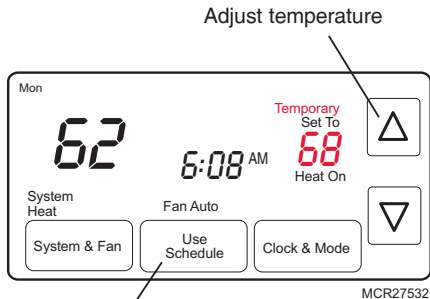 Adjust temperature
Mon
62
6:08 AM
Temporary
Set To
68
Heat On
System
Heat
Fan Auto
System & Fan
Use
Schedule
Clock & Mode
MCR27532